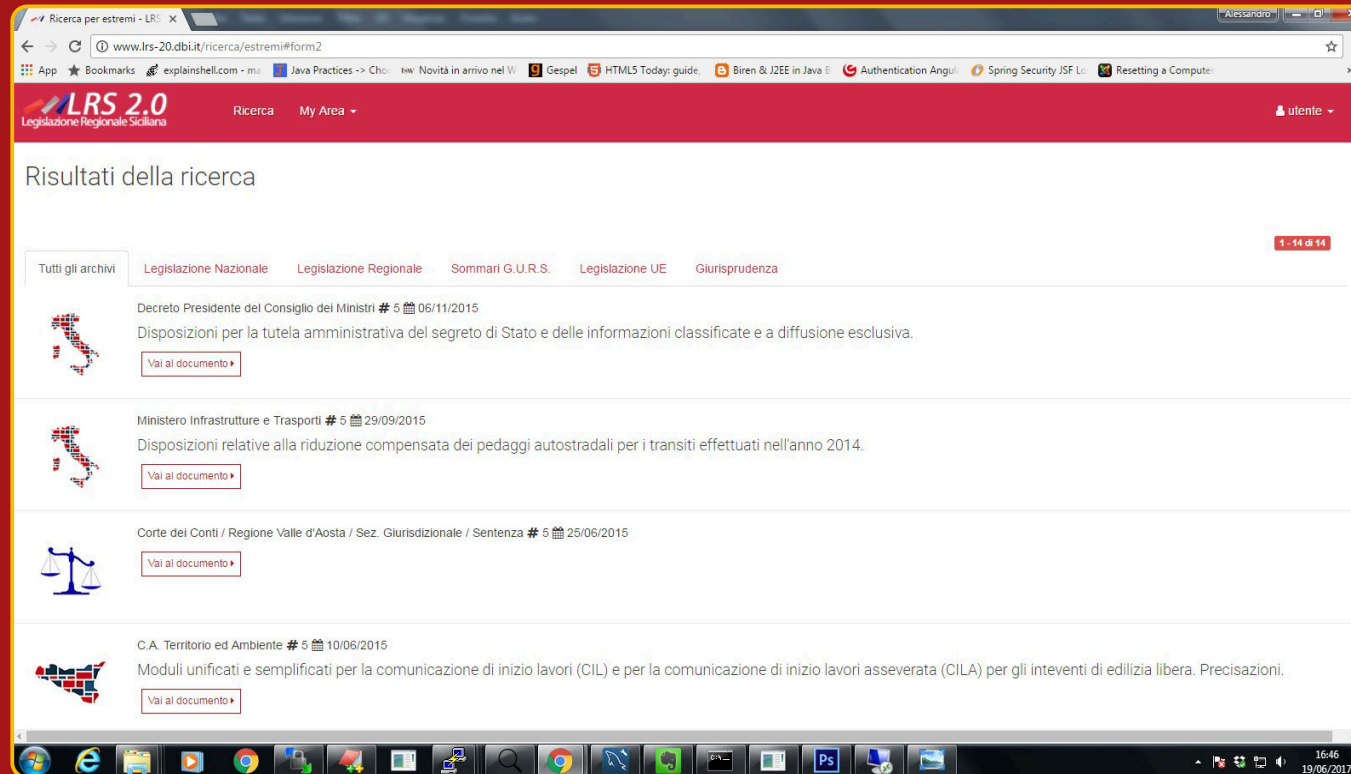 Ricerca per estremi - LRS
Alessandro
www.lrs-20.dbi.it/ricerca/estremi#form2
App Bookmarks explainshell.com - ma Java Practices -> Cho Novità in arrivo nel W Gespel HTML5 Today: guide, Biren & J2EE in Java B Authentication Angul Spring Security JSF Lo Resetting a Computer
LRS 2.0
Legislazione Regionale Siciliana
Ricerca My Area utente
Risultati della ricerca
1 - 14 di 14
Tutti gli archivi Legislazione Nazionale Legislazione Regionale Sommari G.U.R.S. Legislazione UE Giurisprudenza
Decreto Presidente del Consiglio dei Ministri # 5 06/11/2015
Disposizioni per la tutela amministrativa del segreto di Stato e delle informazioni classificate e a diffusione esclusiva.
Vai al documento
Ministero Infrastrutture e Trasporti # 5 29/09/2015
Disposizioni relative alla riduzione compensata dei pedaggi autostradali per i transiti effettuati nell'anno 2014.
Vai al documento
Corte dei Conti / Regione Valle d'Aosta / Sez. Giurisdizionale / Sentenza # 5 25/06/2015
Vai al documento
C.A. Territorio ed Ambiente # 5 10/06/2015
Moduli unificati e semplificati per la comunicazione di inizio lavori (CIL) e per la comunicazione di inizio lavori asseverata (CILA) per gli inteventi di edilizia libera. Precisazioni.
Vai al documento
Ps
16:46
19/06/2017